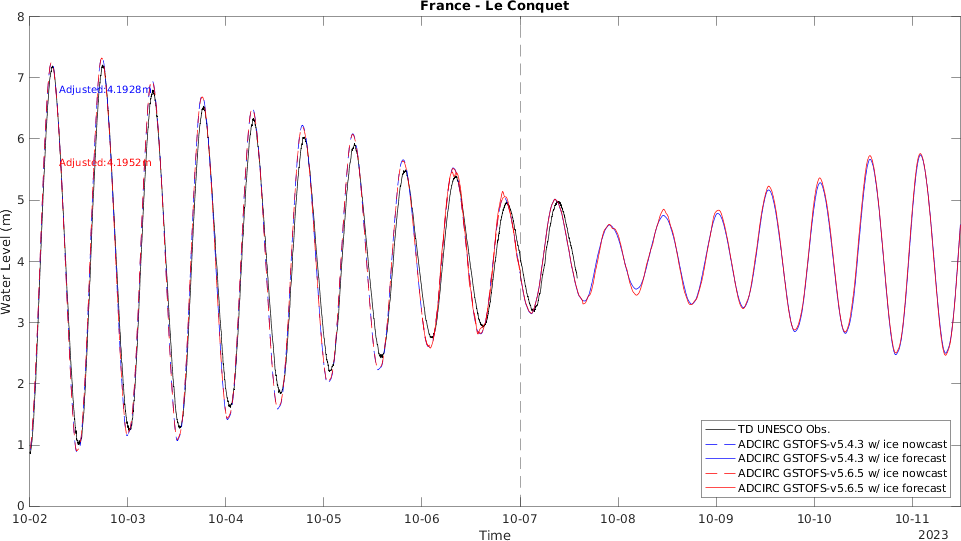 France - Le Conquet
8
7
6
5
4
3
2
1
0
Water Level (m)
Adjusted:4.1928m
Adjusted:4.1952m
TD UNESCO Obs.
ADCIRC GSTOFS-v5.4.3 w/ ice nowcast
ADCIRC GSTOFS-v5.4.3 w/ ice forecast
ADCIRC GSTOFS-v5.6.5 w/ ice nowcast
ADCIRC GSTOFS-v5.6.5 w/ ice forecast
10-02 10-03 10-04 10-05 10-06 10-07 10-08 10-09 10-10 10-11
Time
2023